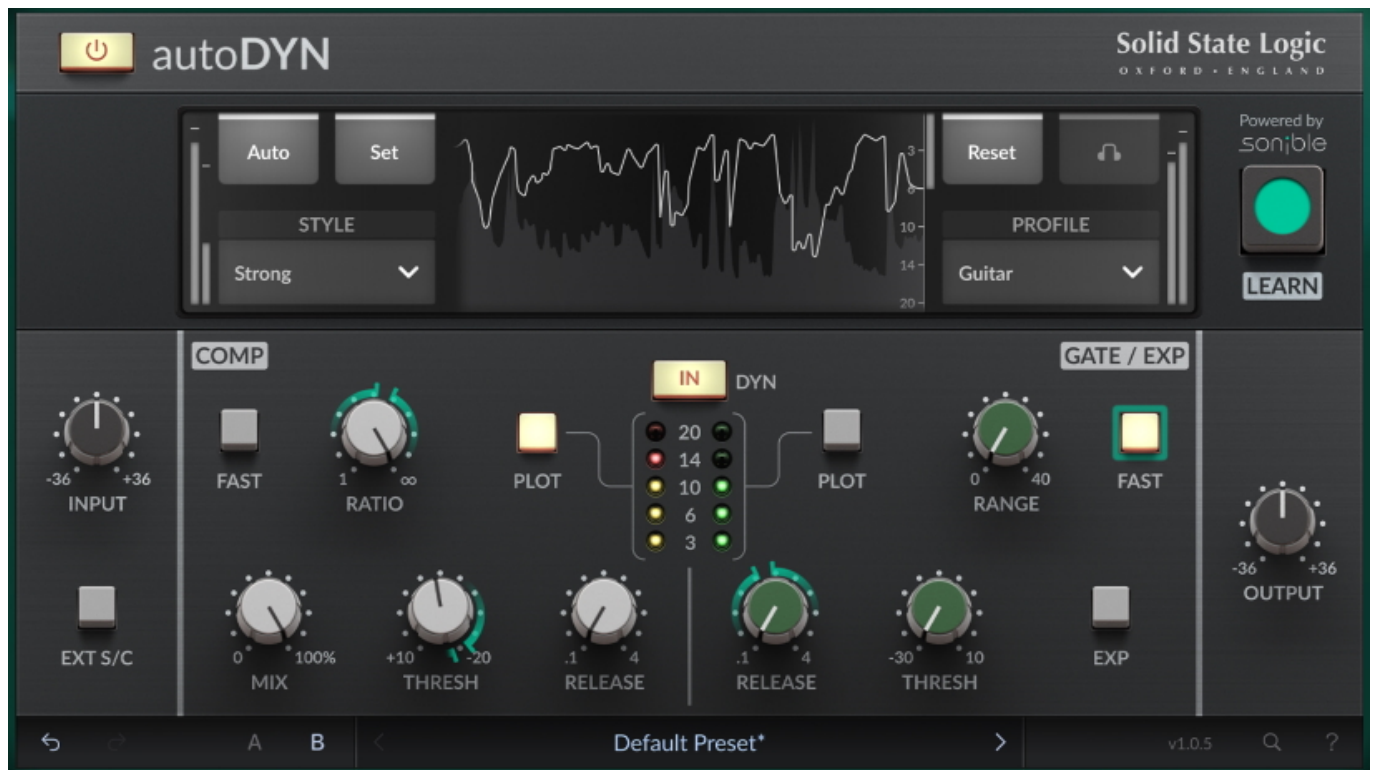 autoDYN
Solid State Logic
OXFORD • ENGLAND
Powered by
sonible
Auto
Set
Reset
STYLE
PROFILE
Strong
Guitar
3
6
10
14
20
LEARN
COMP
GATE / EXP
IN
DYN
20
14
10
6
3
-36
+36
INPUT
FAST
1
∞
RATIO
PLOT
PLOT
0
40
RANGE
FAST
-36
+36
OUTPUT
EXT S/C
0
100%
MIX
+10
-20
THRESH
.1
4
RELEASE
.1
4
RELEASE
-30
10
THRESH
EXP
A
B
Default Preset*
v1.0.5
?